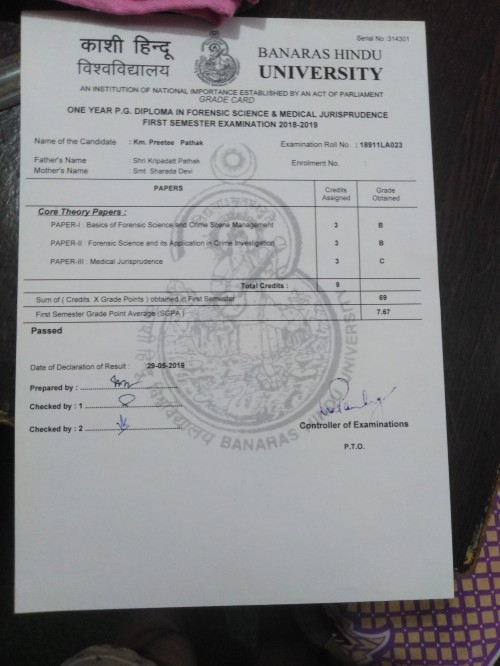 Serial No :314301
काशी हिन्दू
विश्वविद्यालय
BANARAS HINDU
UNIVERSITY
AN INSTITUTION OF NATIONAL IMPORTANCE ESTABLISHED BY AN ACT OF PARLIAMENT
GRADE CARD
ONE YEAR P.G. DIPLOMA IN FORENSIC SCIENCE & MEDICAL JURISPRUDENCE
FIRST SEMESTER EXAMINATION 2018-2019
Name of the Candidate : Km. Preetee Pathak Examination Roll No. : 18911LA023
Father's Name : Shri Kripadatt Pathak Enrolment No. :
Mother's Name : Smt. Sharada Devi
PAPERS Credits Assigned Grade Obtained
Core Theory Papers :
PAPER-I : Basics of Forensic Science and Crime Scene Management 3 B
PAPER-II : Forensic Science and its Application in Crime Investigation 3 B
PAPER-III : Medical Jurisprudence 3 C
Total Credits : 9
Sum of ( Credits X Grade Points ) obtained in First Semester 69
First Semester Grade Point Average (SGPA ) 7.67
Passed
Date of Declaration of Result : 29-05-2019
Prepared by : ..............................
Checked by : 1 ..............................
Checked by : 2 ..............................
Controller of Examinations
P.T.O.
BANARAS HINDU UNIVERSITY